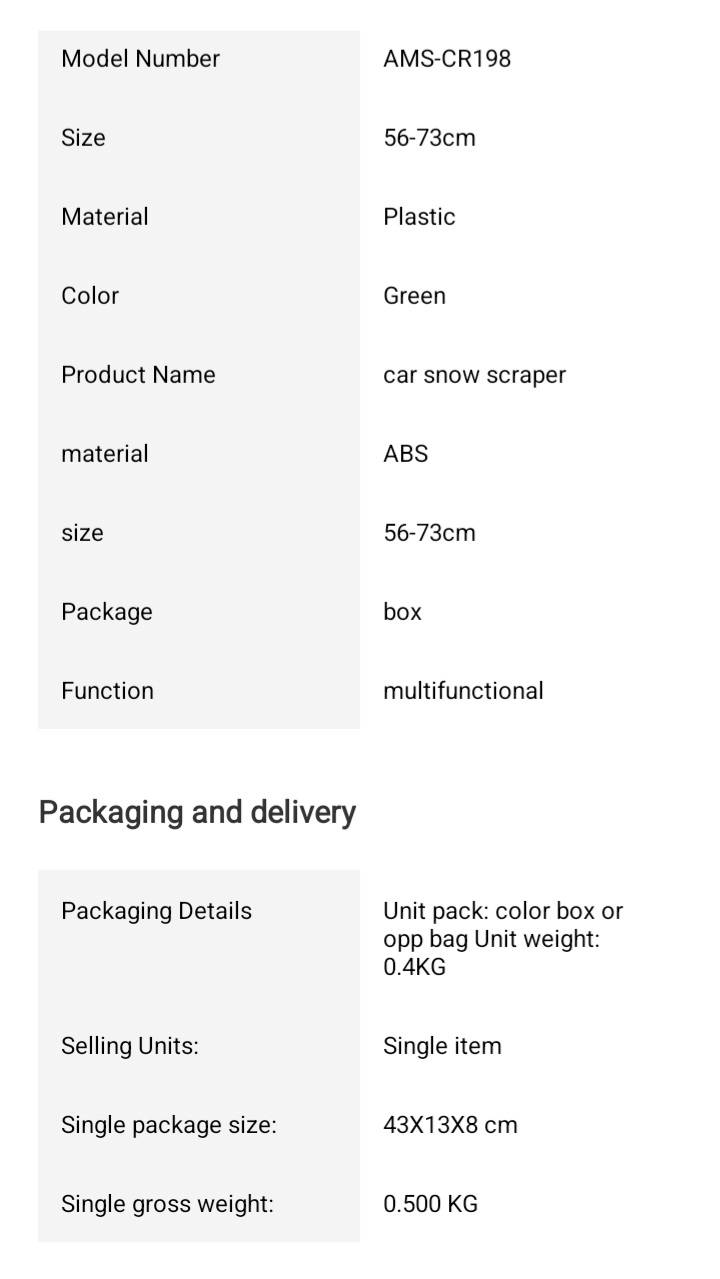 Model Number AMS-CR198
Size 56-73cm
Material Plastic
Color Green
Product Name car snow scraper
material ABS
size 56-73cm
Package box
Function multifunctional
Packaging and delivery
Packaging Details Unit pack: color box or
opp bag Unit weight:
0.4KG
Selling Units: Single item
Single package size: 43X13X8 cm
Single gross weight: 0.500 KG